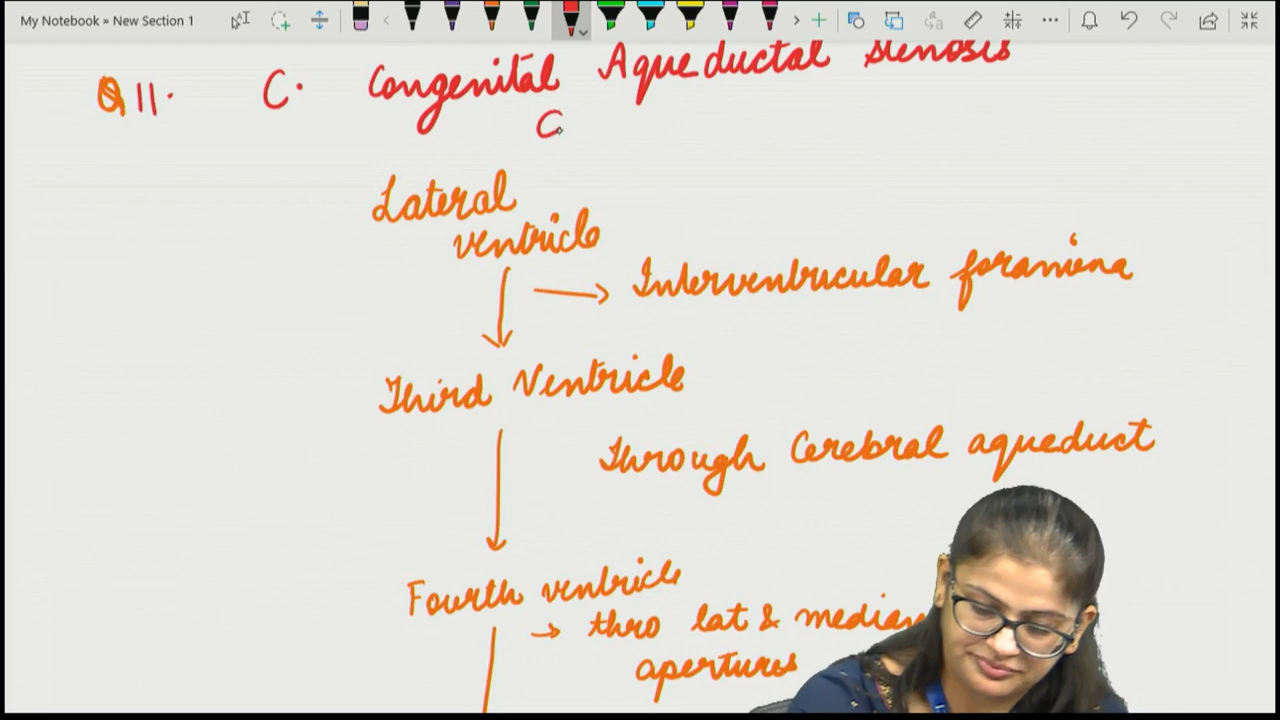 My Notebook » New Section 1
Q 11. C. Congenital Aqueductal stenosis
C
Lateral
ventricle
→ Interventricular foramina
Third Ventricle
Through Cerebral aqueduct
Fourth ventricle
→ thro lat & median
apertures